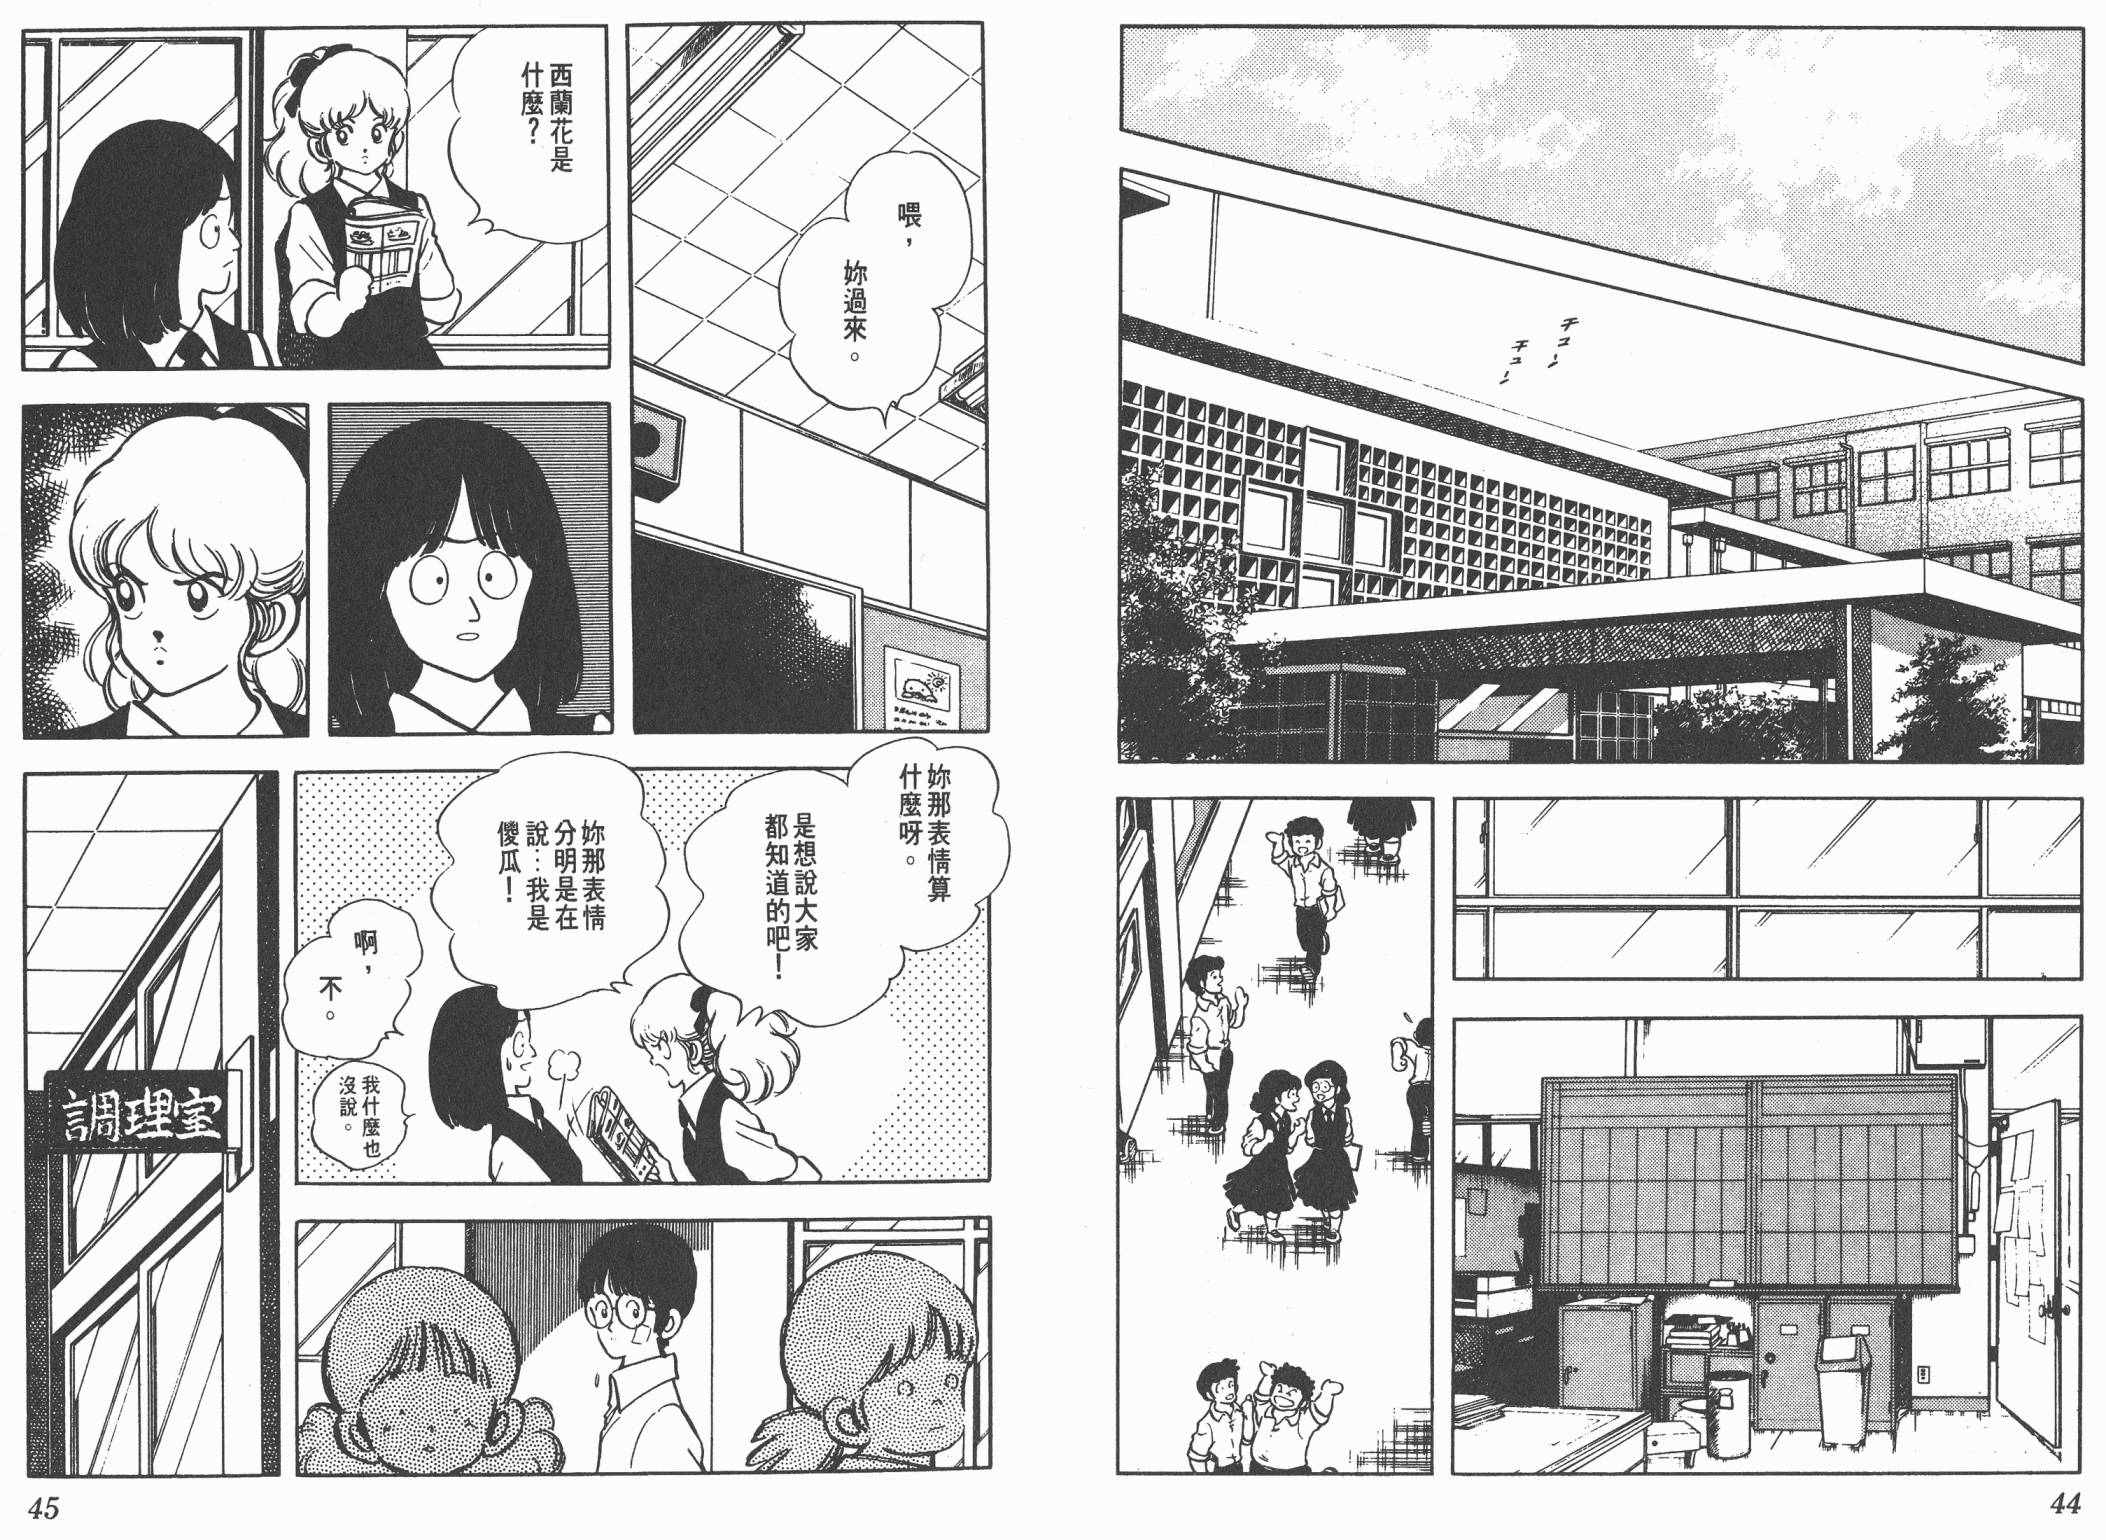 チュン
チュン
44
喂，
妳過來。
西蘭花是
什麼？
妳那表情算
什麼呀。
是想說大家
都知道的吧！
妳那表情
分明是在
說…我是
傻瓜！
啊，
不。
我什麼也
沒說。
調理室
45